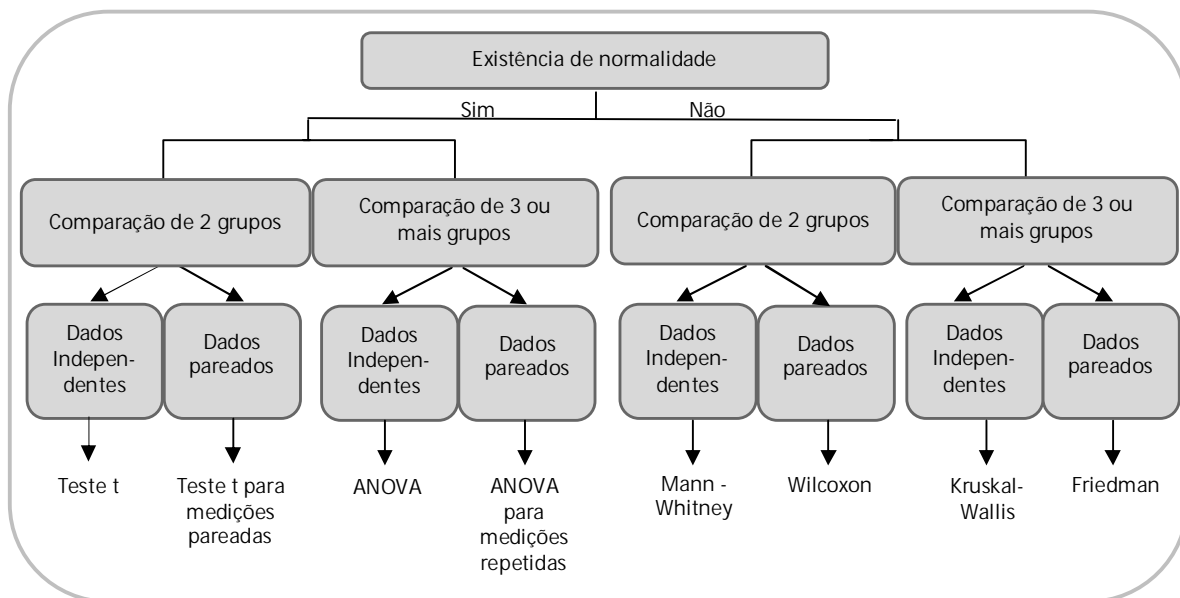 Existência de normalidade
Sim
Não
Comparação de 2 grupos
Comparação de 3 ou
mais grupos
Comparação de 2 grupos
Comparação de 3 ou
mais grupos
Dados
Indepen-
dentes
Dados
pareados
Dados
Indepen-
dentes
Dados
pareados
Dados
Indepen-
dentes
Dados
pareados
Dados
Indepen-
dentes
Dados
pareados
Teste t
Teste t para
medições
pareadas
ANOVA
ANOVA
para
medições
repetidas
Mann -
Whitney
Wilcoxon
Kruskal-
Wallis
Friedman